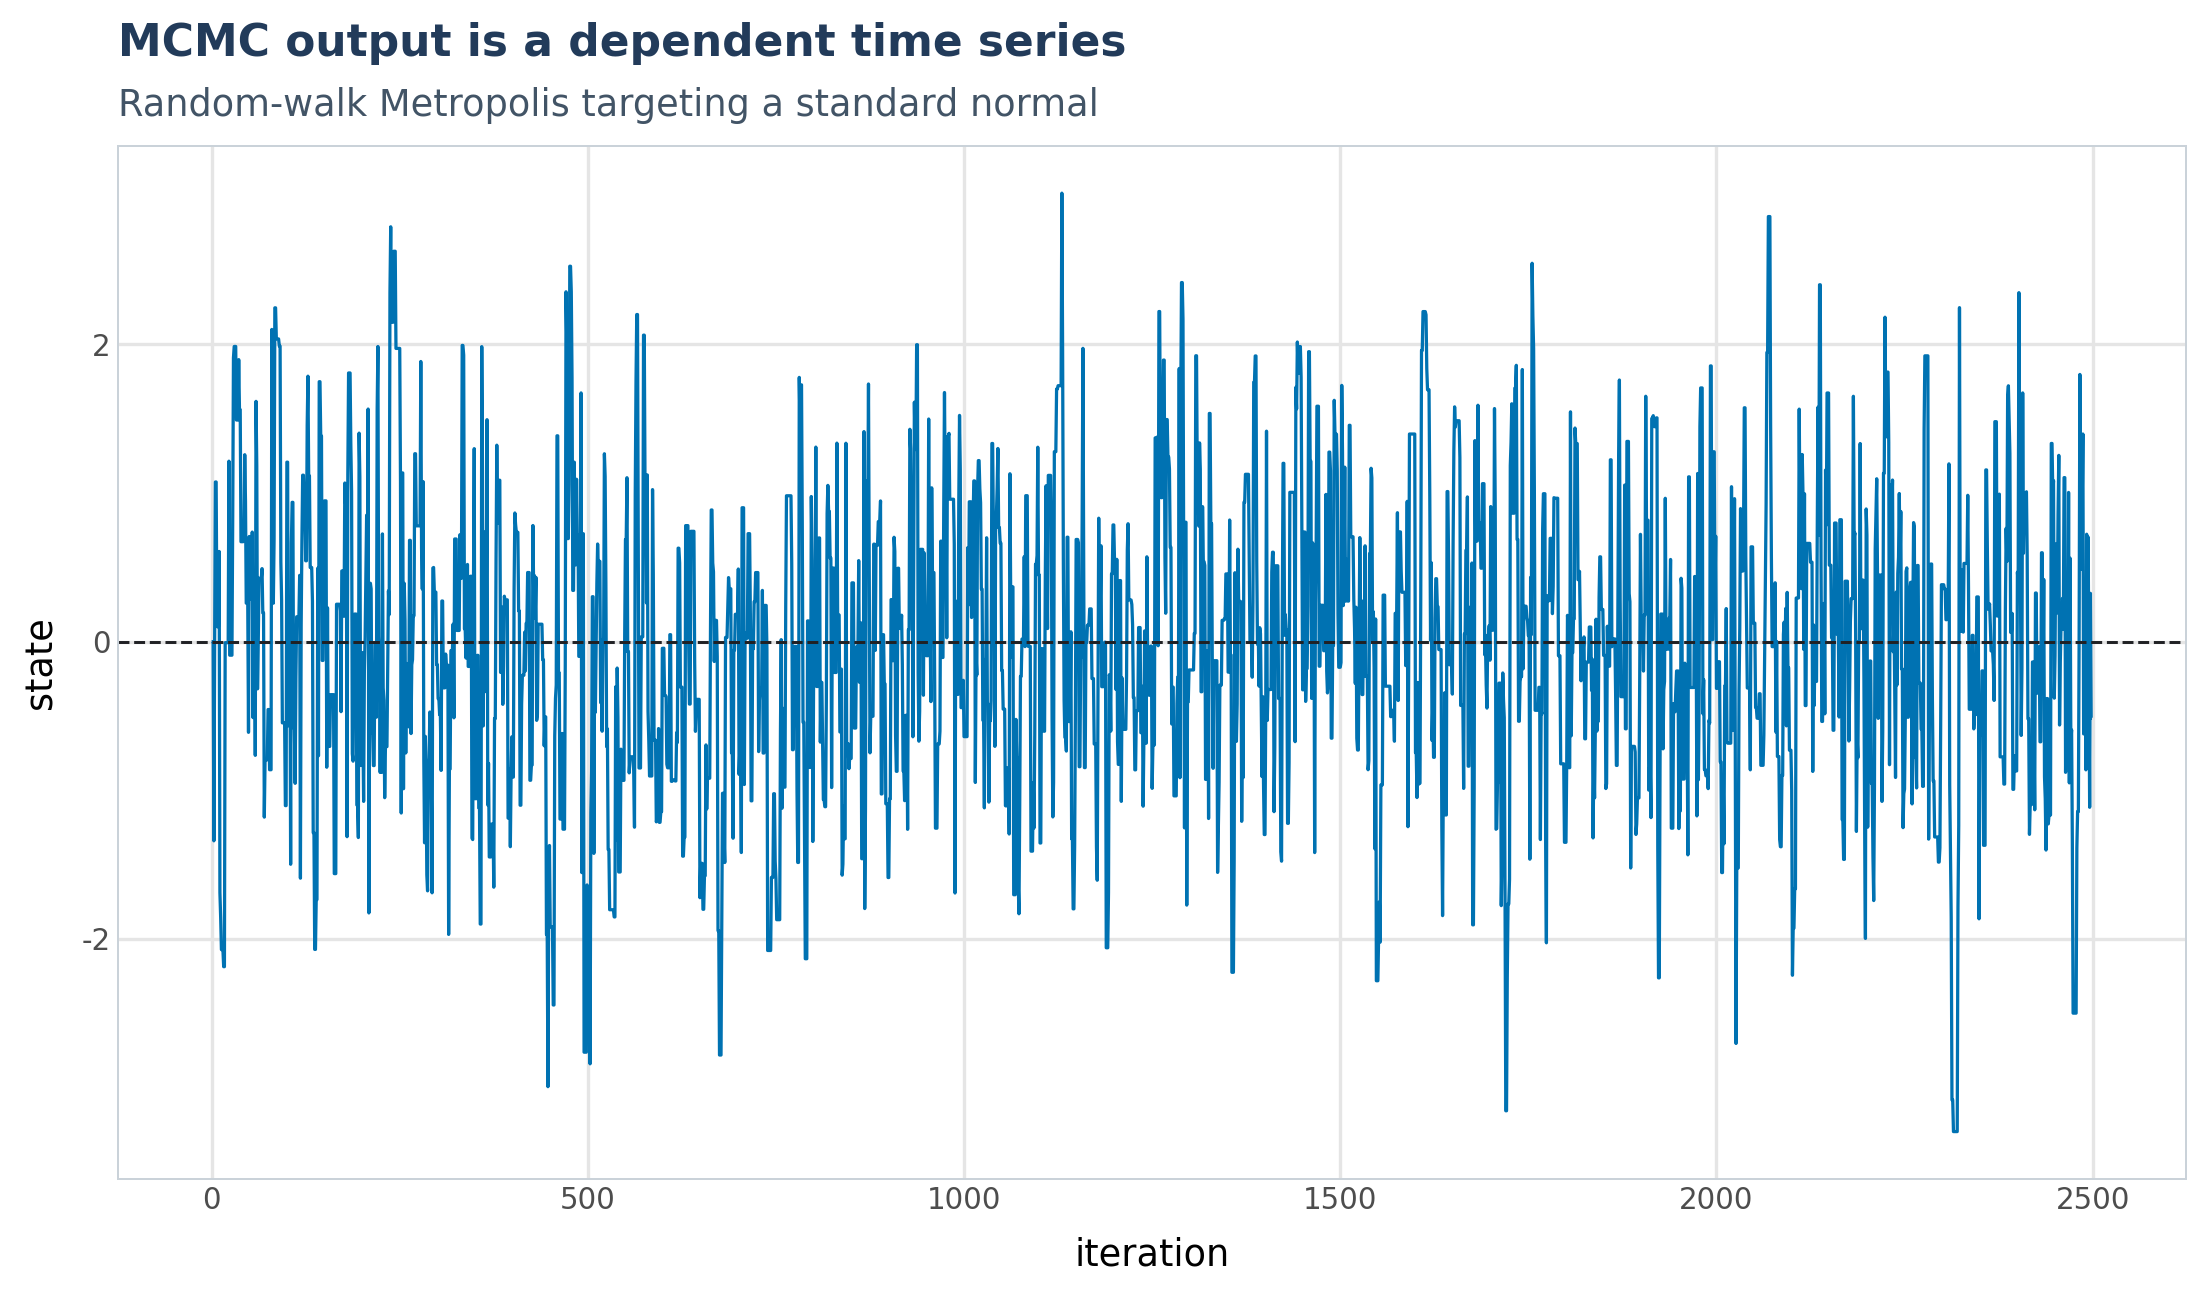 MCMC output is a dependent time series
Random-walk Metropolis targeting a standard normal
state
2
0
-2
0 500 1000 1500 2000 2500
iteration